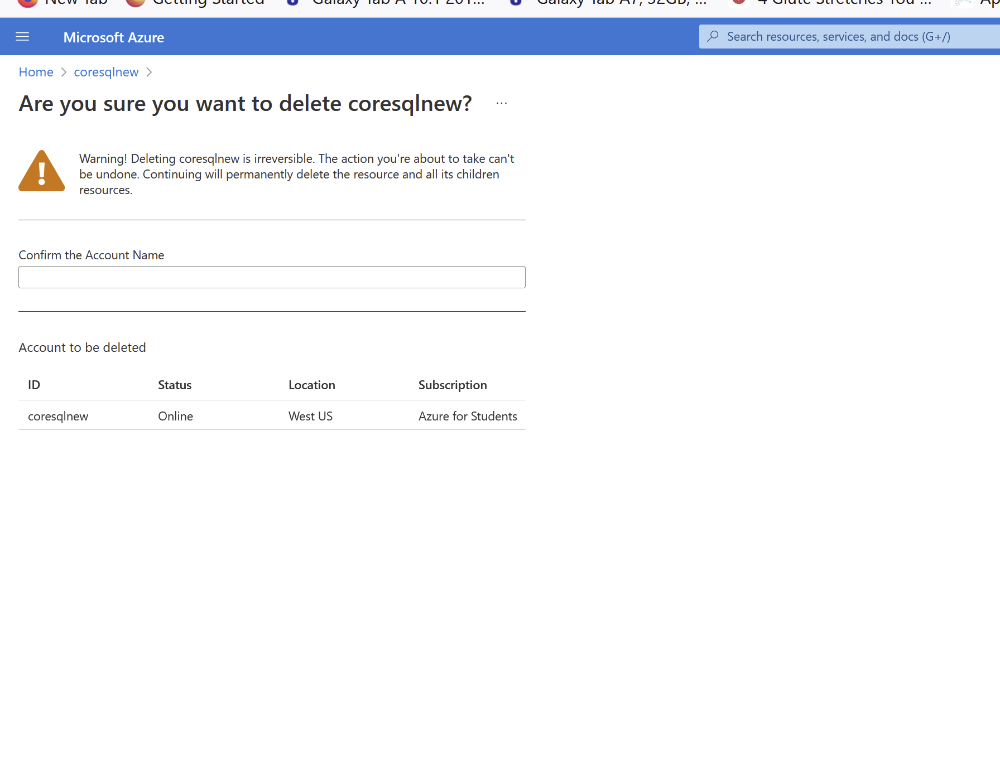 New Tab Getting Started Galaxy Tab A 10.1 201... Galaxy Tab A7, 32GB, ... 4 Glute Stretches You ... Ap
Microsoft Azure Search resources, services, and docs (G+/)
Home > coresqlnew >
Are you sure you want to delete coresqlnew? ...
Warning! Deleting coresqlnew is irreversible. The action you're about to take can't
be undone. Continuing will permanently delete the resource and all its children
resources.
Confirm the Account Name
Account to be deleted
ID Status Location Subscription
coresqlnew Online West US Azure for Students